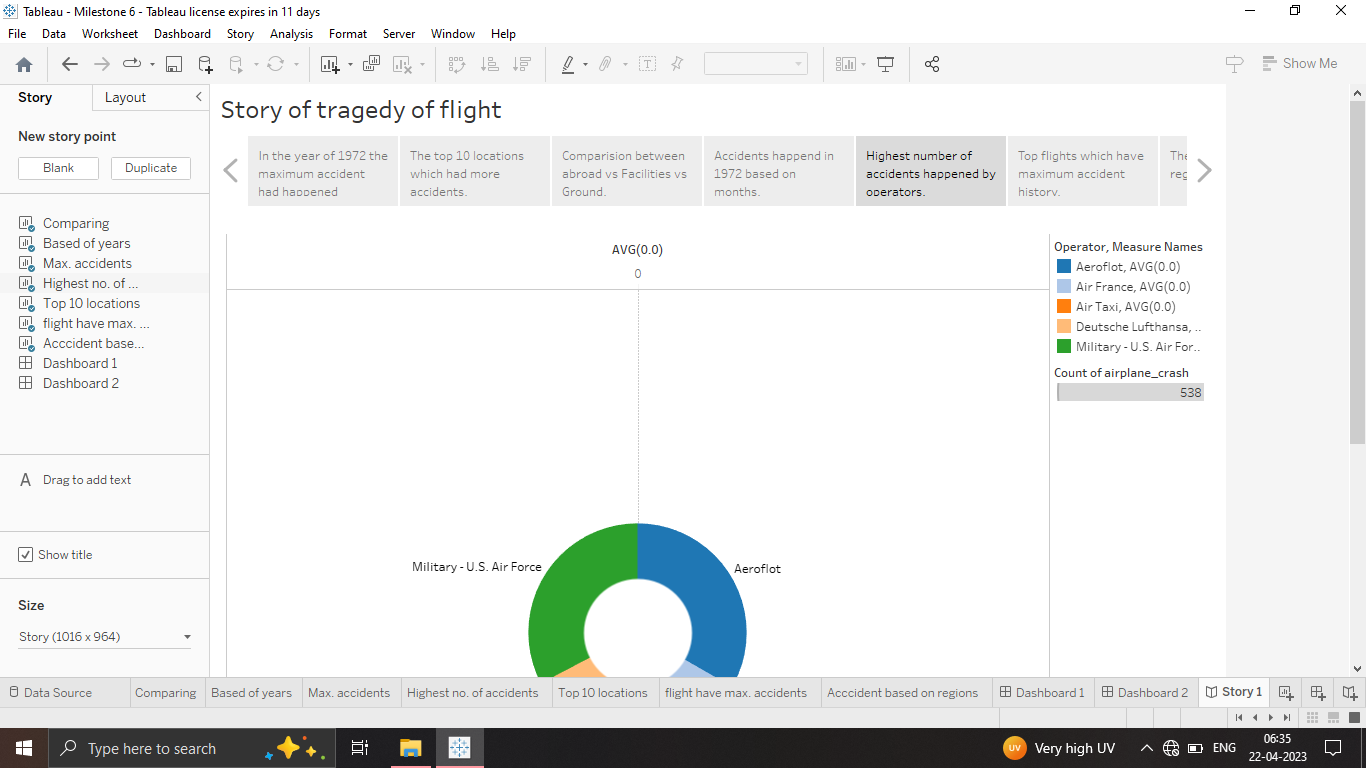 Tableau - Milestone 6 - Tableau license expires in 11 days
File Data Worksheet Dashboard Story Analysis Format Server Window Help
Show Me
Story Layout
New story point
Blank Duplicate
Comparing
Based of years
Max. accidents
Highest no. of ...
Top 10 locations
flight have max. ...
Acccident base...
Dashboard 1
Dashboard 2
A Drag to add text
Show title
Size
Story (1016 x 964)
Story of tragedy of flight
In the year of 1972 the
maximum accident
had happened
The top 10 locations
which had more
accidents.
Comparision between
abroad vs Facilities vs
Ground.
Accidents happend in
1972 based on
months.
Highest number of
accidents happened by
operators.
Top flights which have
maximum accident
history.
The
reg
AVG(0.0)
0
Military - U.S. Air Force
Aeroflot
Operator, Measure Names
Aeroflot, AVG(0.0)
Air France, AVG(0.0)
Air Taxi, AVG(0.0)
Deutsche Lufthansa, ..
Military - U.S. Air For..
Count of airplane_crash
538
Data Source Comparing Based of years Max. accidents Highest no. of accidents Top 10 locations flight have max. accidents Acccident based on regions Dashboard 1 Dashboard 2 Story 1
Type here to search
UV Very high UV ENG
06:35
22-04-2023